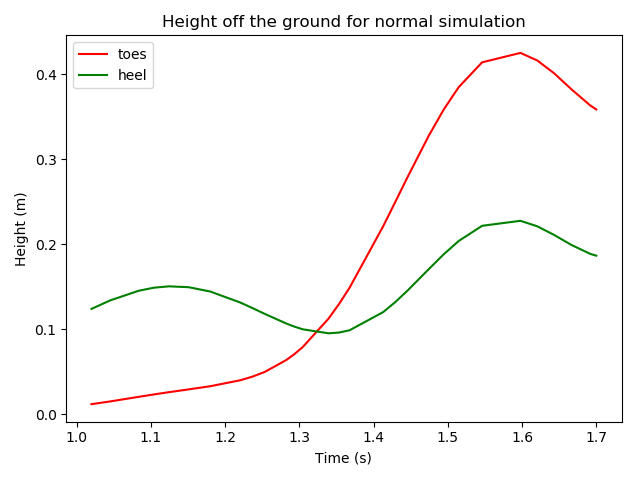 Height off the ground for normal simulation
toes
heel
0.4
0.3
0.2
0.1
0.0
Height (m)
1.0 1.1 1.2 1.3 1.4 1.5 1.6 1.7
Time (s)